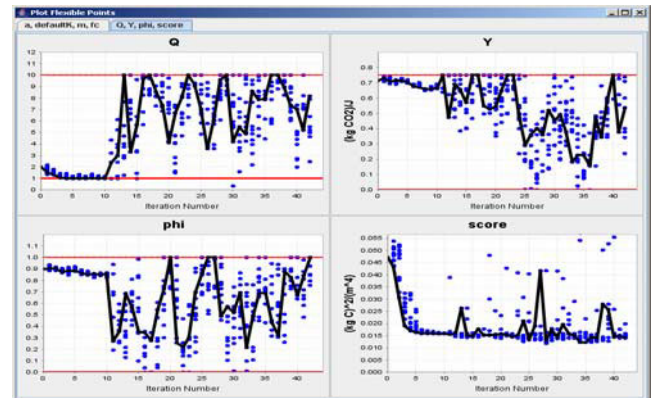 Plot Flexible Points
a, defaultK, m, fc Q, Y, phi, score
Q
12
11
10
9
8
7
6
5
4
3
2
1
0
0 5 10 15 20 25 30 35 40
Iteration Number
Y
(kg CO2)/J
0.8
0.7
0.6
0.5
0.4
0.3
0.2
0.1
0.0
0 5 10 15 20 25 30 35 40
Iteration Number
phi
1.1
1.0
0.9
0.8
0.7
0.6
0.5
0.4
0.3
0.2
0.1
0.0
0 5 10 15 20 25 30 35 40
Iteration Number
score
(kg C)^2/(m^4)
0.055
0.050
0.045
0.040
0.035
0.030
0.025
0.020
0.015
0.010
0.005
0.000
0 5 10 15 20 25 30 35 40
Iteration Number